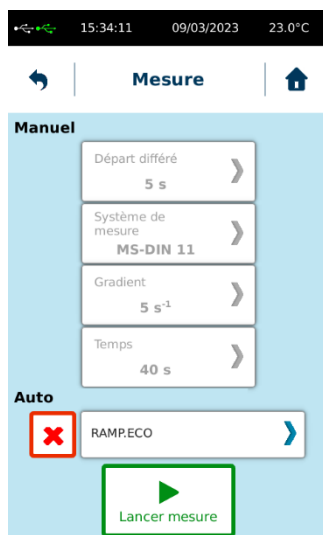 15:34:11 09/03/2023 23.0°C
Mesure
Manuel
Départ différé
5 s
Système de
mesure
MS-DIN 11
Gradient
5 s⁻¹
Temps
40 s
Auto
RAMP.ECO
Lancer mesure